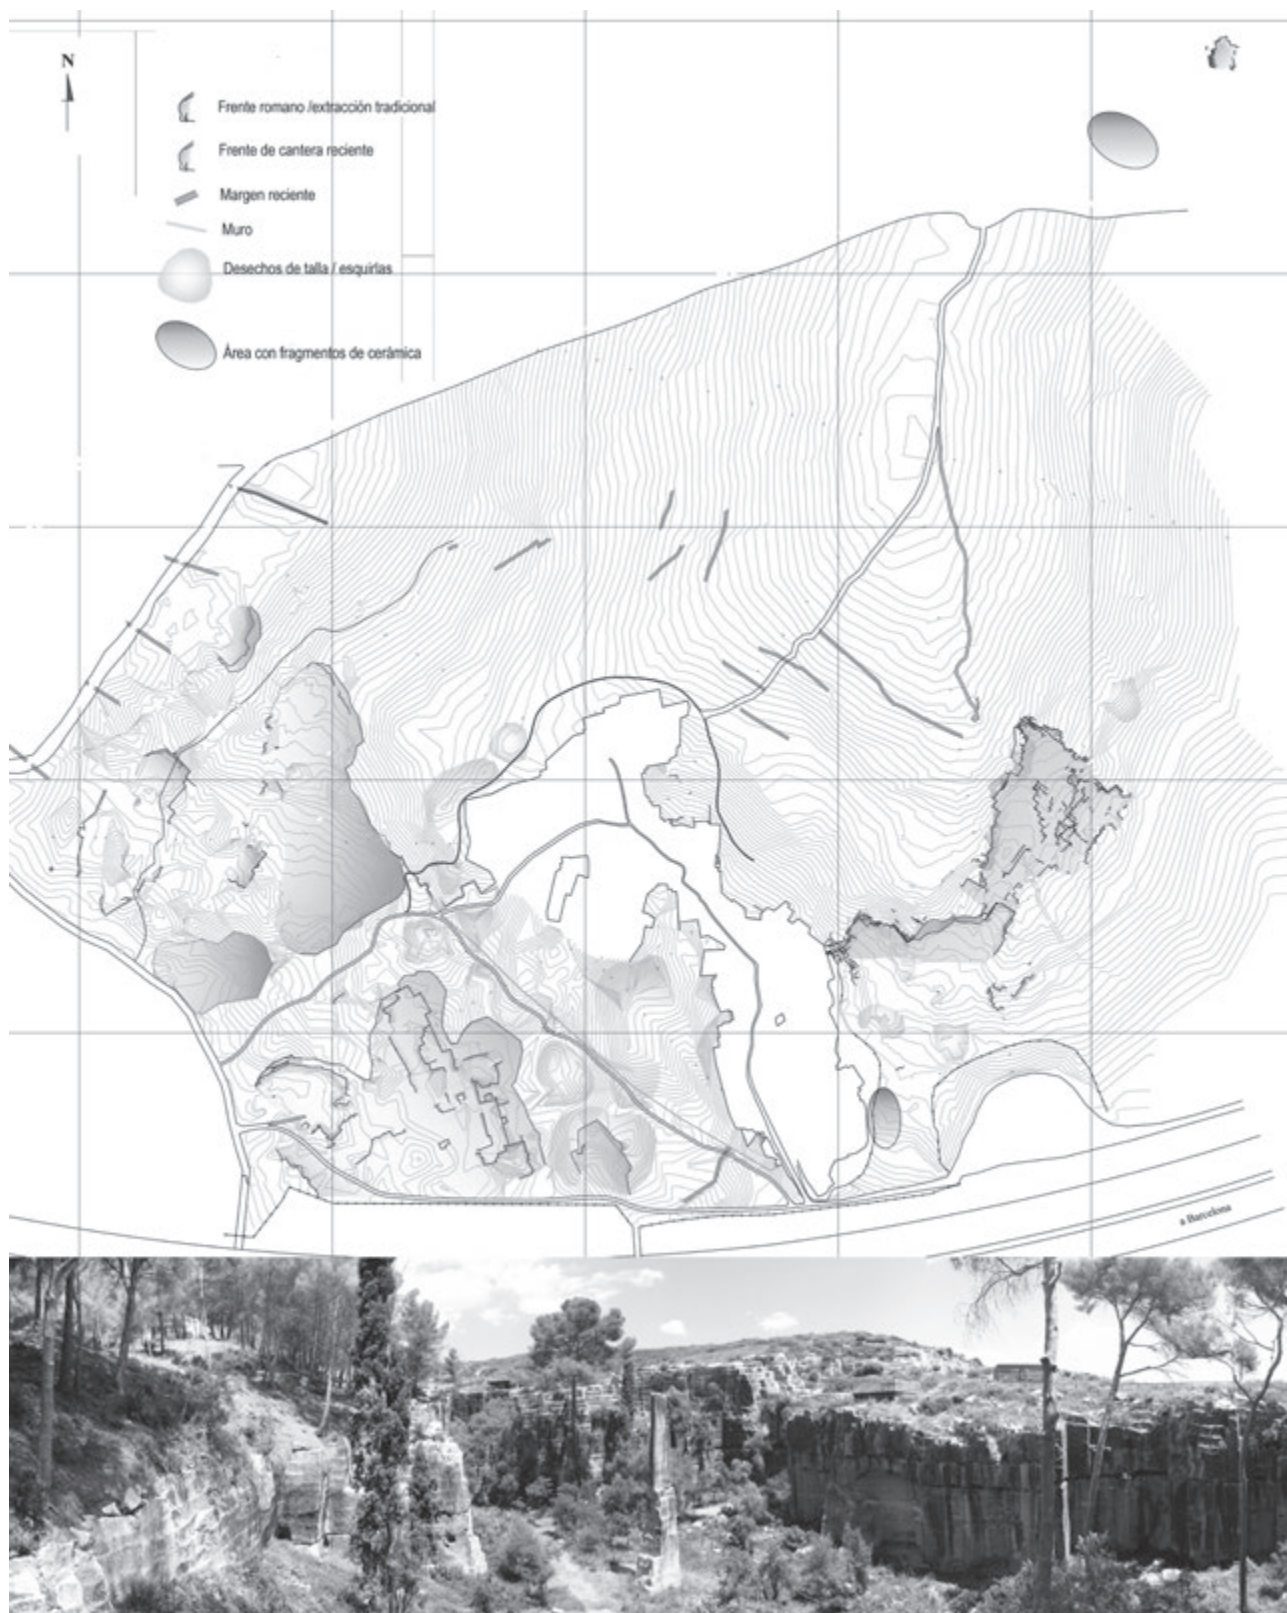 N
Frente romano /extracción tradicional
Frente de cantera reciente
Margen reciente
Muro
Desechos de talla / esquirlas
Área con fragmentos de cerámica
a Barcelona